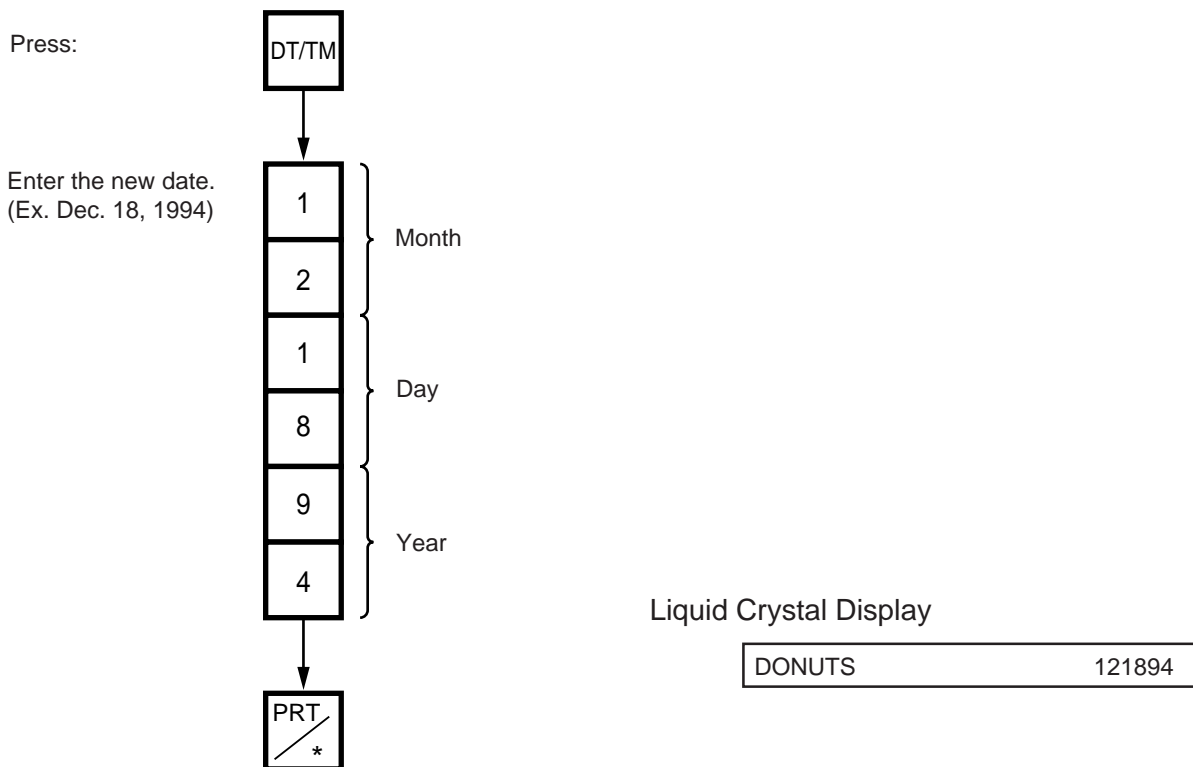 Press:
DT/TM
Enter the new date.
(Ex. Dec. 18, 1994)
1
2
Month
1
8
Day
9
4
Year
Liquid Crystal Display
DONUTS 121894
PRT
*